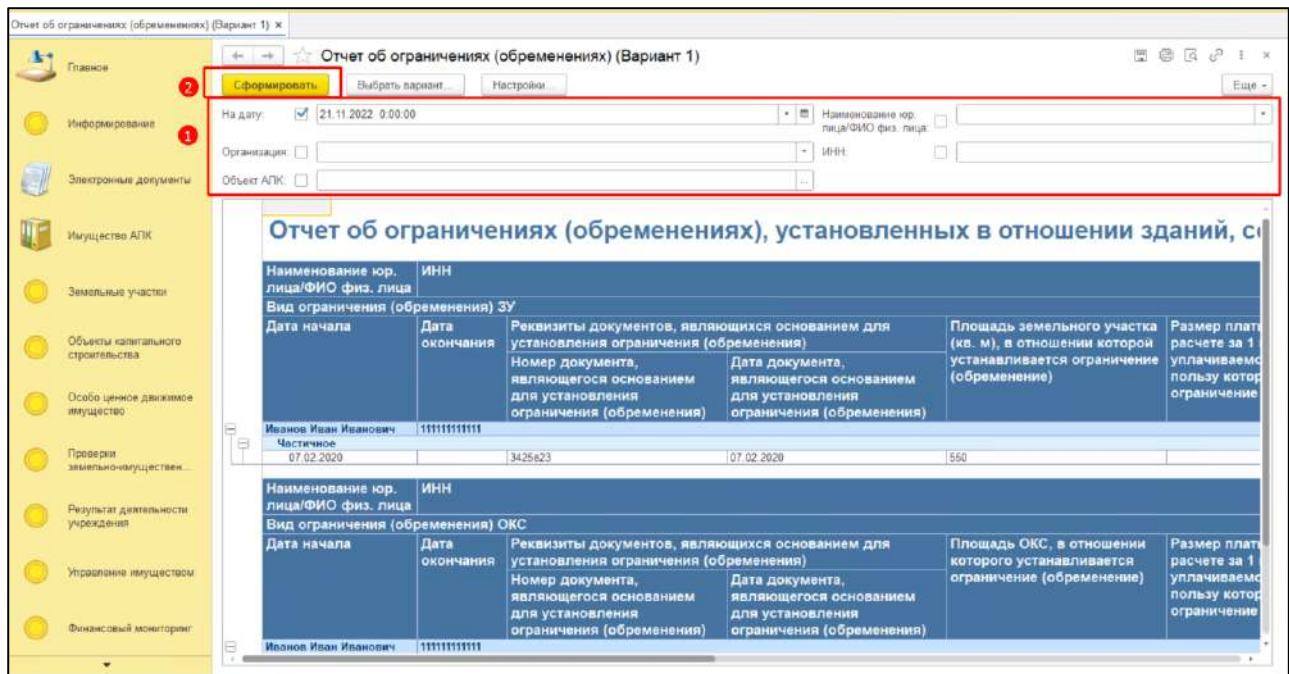 Отчет об ограничениях (обременениях) (Вариант 1) ×
Главное
Информирование
Электронные документы
Имущество АПК
Земельные участки
Объекты капитального
строительства
Особо ценное движимое
имущество
Проверки
земельно-имуществен...
Результат деятельности
учреждения
Управление имуществом
Финансовый мониторинг
Отчет об ограничениях (обременениях) (Вариант 1)
2
Сформировать
Выбрать вариант...
Настройки...
Еще
1
На дату:
21.11.2022 0:00:00
Наименование юр.
лица/ФИО физ. лица:
Организация:
ИНН:
Объект АПК:
Отчет об ограничениях (обременениях), установленных в отношении зданий, со
Наименование юр. ИНН
лица/ФИО физ. лица
Вид ограничения (обременения) ЗУ
Дата начала
Дата
окончания
Реквизиты документов, являющихся основанием для
установления ограничения (обременения)
Номер документа,
являющегося основанием
для установления
ограничения (обременения)
Дата документа,
являющегося основанием
для установления
ограничения (обременения)
Площадь земельного участка
(кв. м), в отношении которой
устанавливается ограничение
(обременение)
Размер плат
расчете за 1
уплачиваемо
пользу котор
ограничение
Иванов Иван Иванович 111111111111
Частичное
07.02.2020 3425е23 07.02.2020 550
Наименование юр. ИНН
лица/ФИО физ. лица
Вид ограничения (обременения) ОКС
Дата начала
Дата
окончания
Реквизиты документов, являющихся основанием для
установления ограничения (обременения)
Номер документа,
являющегося основанием
для установления
ограничения (обременения)
Дата документа,
являющегося основанием
для установления
ограничения (обременения)
Площадь ОКС, в отношении
которого устанавливается
ограничение (обременение)
Размер плат
расчете за 1
уплачиваемо
пользу котор
ограничение
Иванов Иван Иванович 111111111111